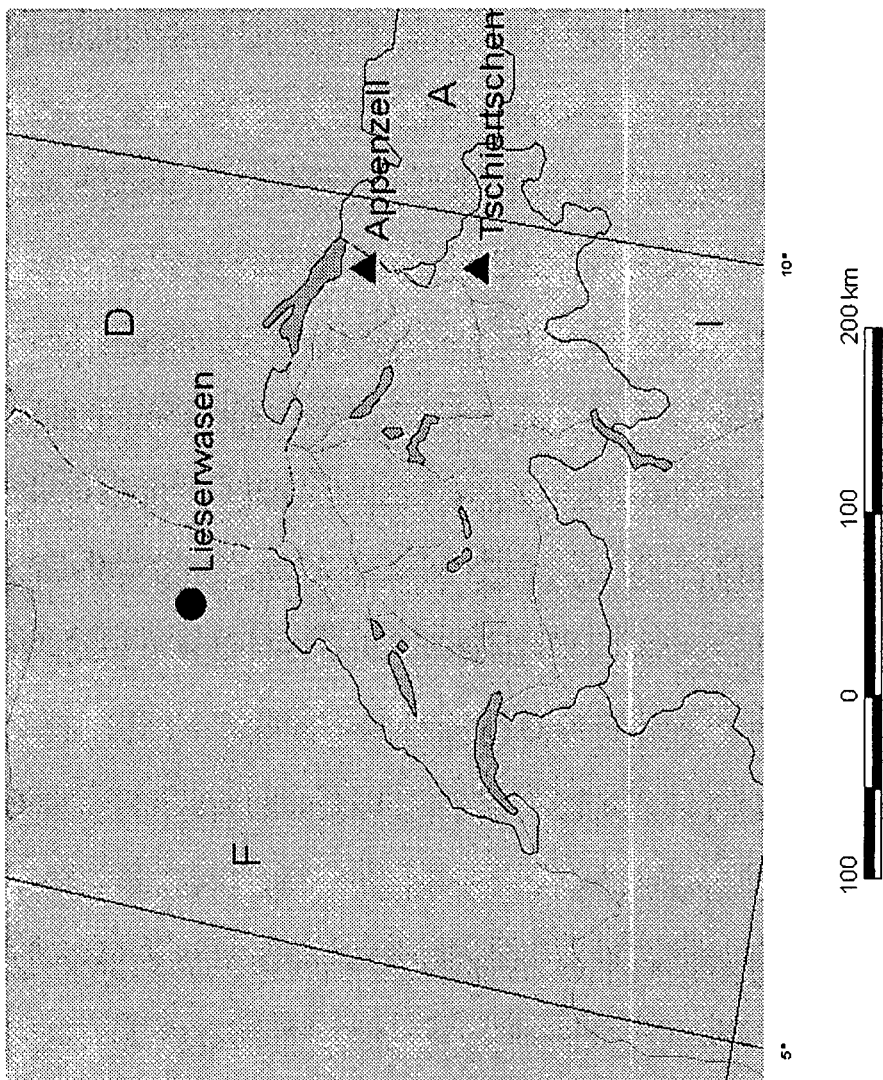 D
Lieserwasen
F
Appenzell
A
Tschiertschen
I
5° 10°
100 0 100 200 km